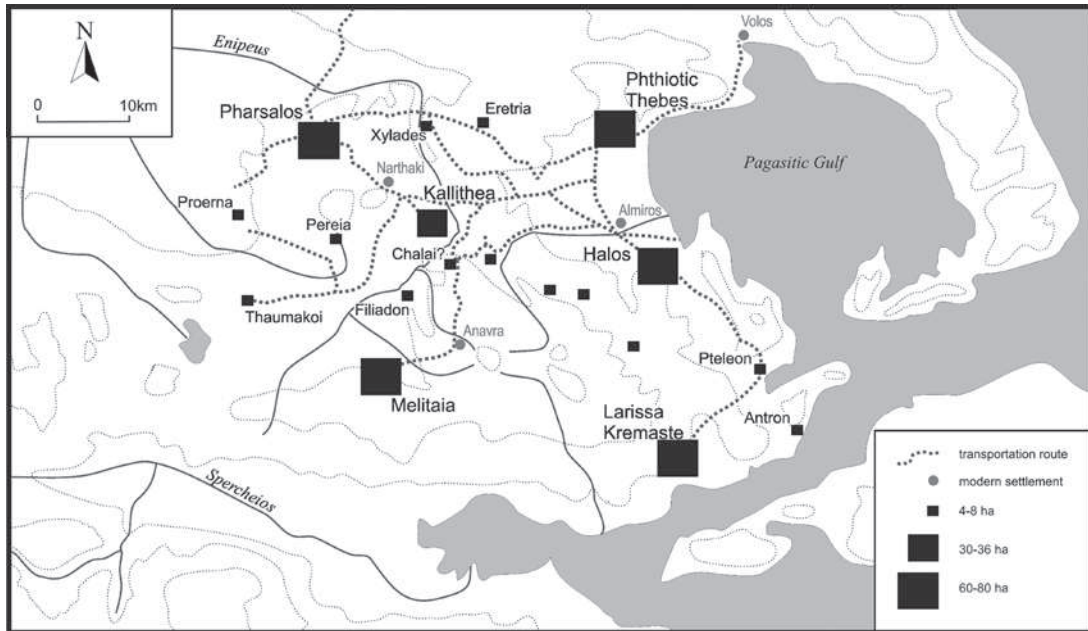 N
0 10km
Enipeus
Volos
Pharsalos
Phthiotic
Thebes
Eretria
Xylades
Pagasitic Gulf
Narthaki
Kallithea
Proerna
Pereia
Almiros
Chalai?
Halos
Thaumakoi
Filiadon
Anavra
Pteleon
Melitaia
Larissa
Kremaste
Antron
Spercheios
transportation route
modern settlement
4-8 ha
30-36 ha
60-80 ha